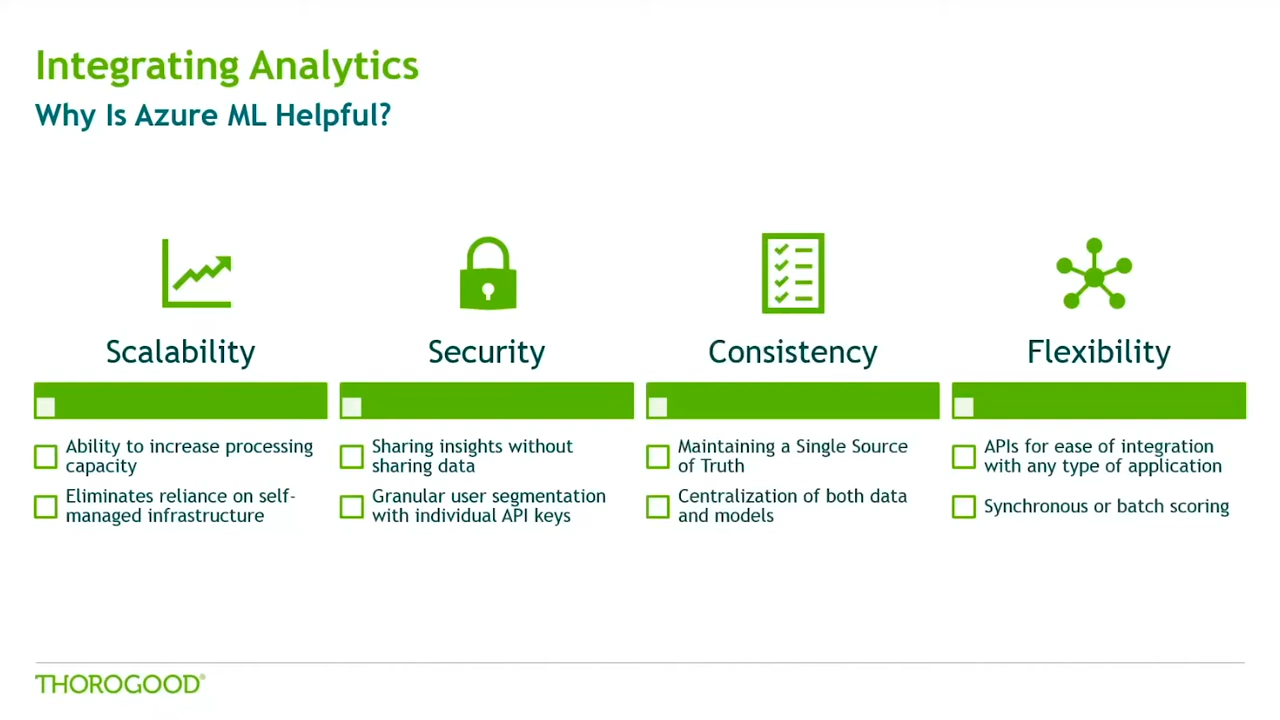 Integrating Analytics
Why Is Azure ML Helpful?
Scalability
Ability to increase processing
capacity
Eliminates reliance on self-
managed infrastructure
Security
Sharing insights without
sharing data
Granular user segmentation
with individual API keys
Consistency
Maintaining a Single Source
of Truth
Centralization of both data
and models
Flexibility
APIs for ease of integration
with any type of application
Synchronous or batch scoring
THOROGOOD®